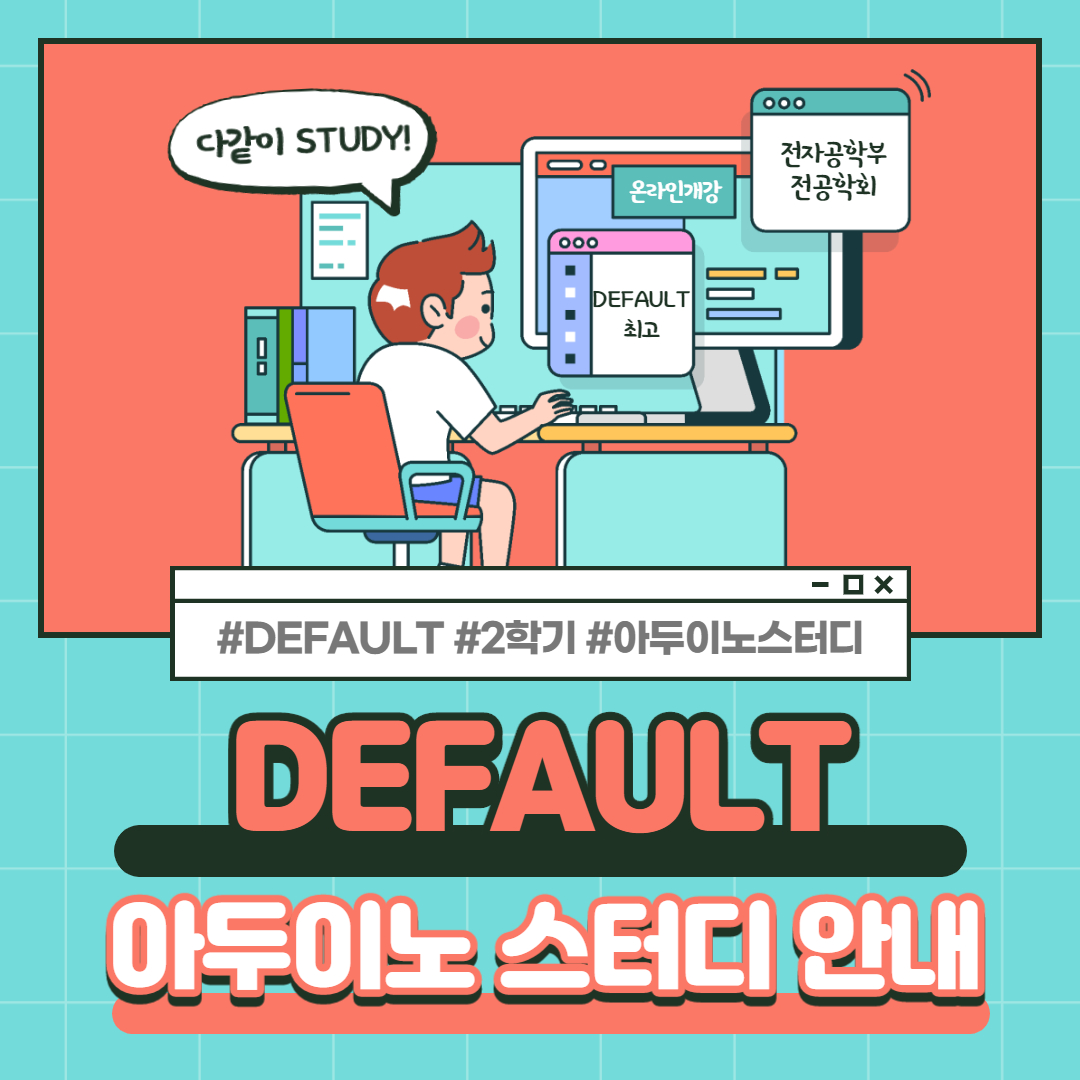 다같이 STUDY!
전자공학부
전공학회
온라인개강
DEFAULT
최고
#DEFAULT #2학기 #아두이노스터디
DEFAULT
아두이노 스터디 안내